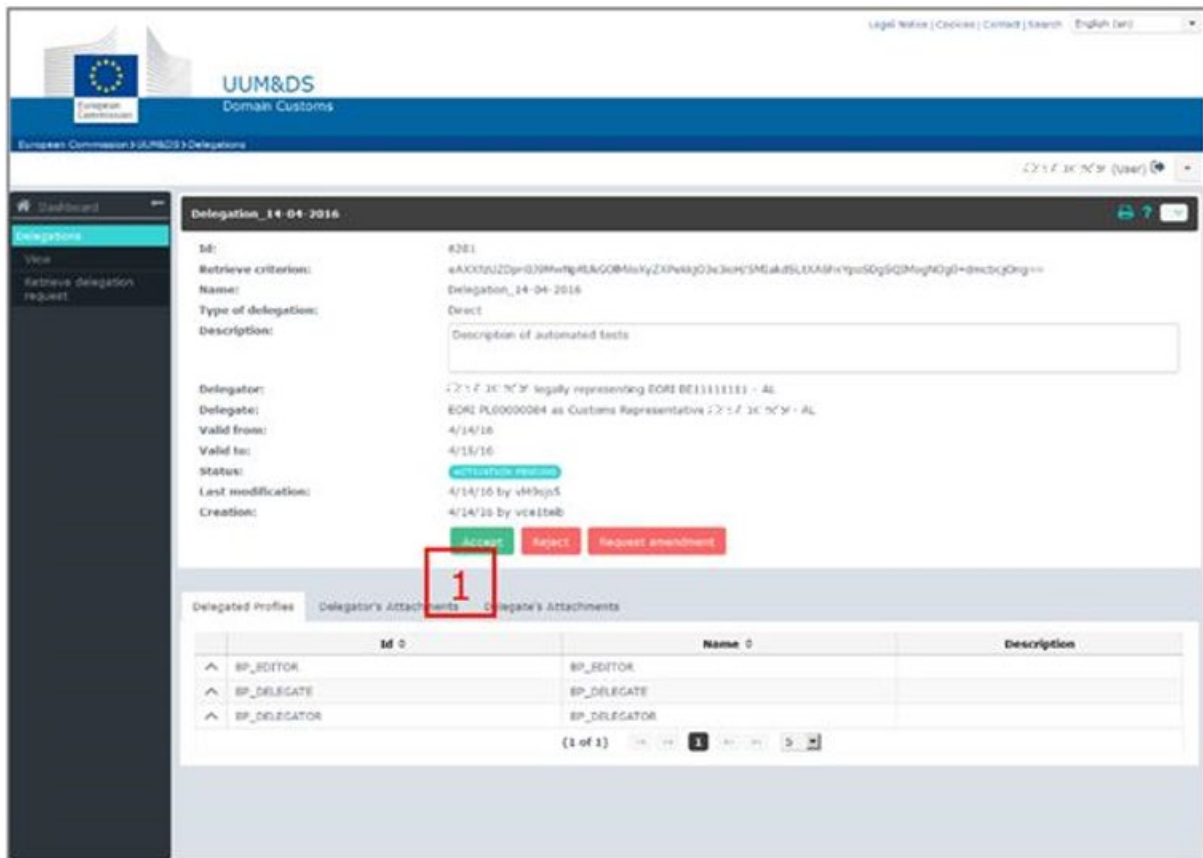 Legal Notice | Cookies | Contact | Search English (en)
European
Commission
UUM&DS
Domain Customs
European Commission > UUM&DS > Delegations
(User)
Dashboard
Delegations
View
Retrieve delegation
request
Delegation_14-04-2016
?
Id:
Retrieve criterion:
Name: Delegation_14-04-2016
Type of delegation: Direct
Description: Description of automated tests
Delegator: legally representing EORI BE11111111 - AL
Delegate: EORI PL00000084 as Customs Representative - AL
Valid from: 4/14/16
Valid to: 4/15/16
Status: ACTIVATION PENDING
Last modification: 4/14/16 by
Creation: 4/14/16 by
Accept Reject Request amendment
1
Delegated Profiles Delegator's Attachments Delegate's Attachments
Id Name Description
BP_EDITOR BP_EDITOR
BP_DELEGATE BP_DELEGATE
BP_DELEGATOR BP_DELEGATOR
(1 of 1) 1 5